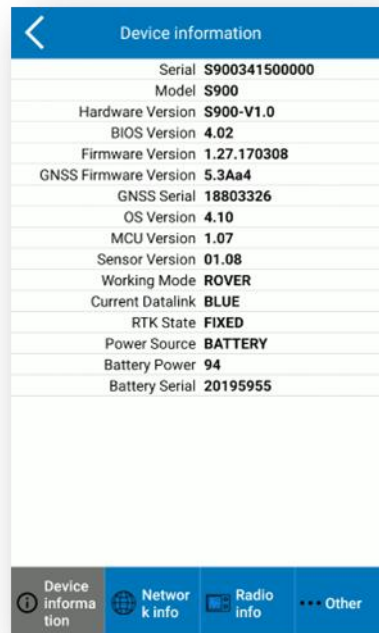 Device information
Serial S900341500000
Model S900
Hardware Version S900-V1.0
BIOS Version 4.02
Firmware Version 1.27.170308
GNSS Firmware Version 5.3Aa4
GNSS Serial 18803326
OS Version 4.10
MCU Version 1.07
Sensor Version 01.08
Working Mode ROVER
Current Datalink BLUE
RTK State FIXED
Power Source BATTERY
Battery Power 94
Battery Serial 20195955
Device
informa
tion
Networ
k info
Radio
info
Other